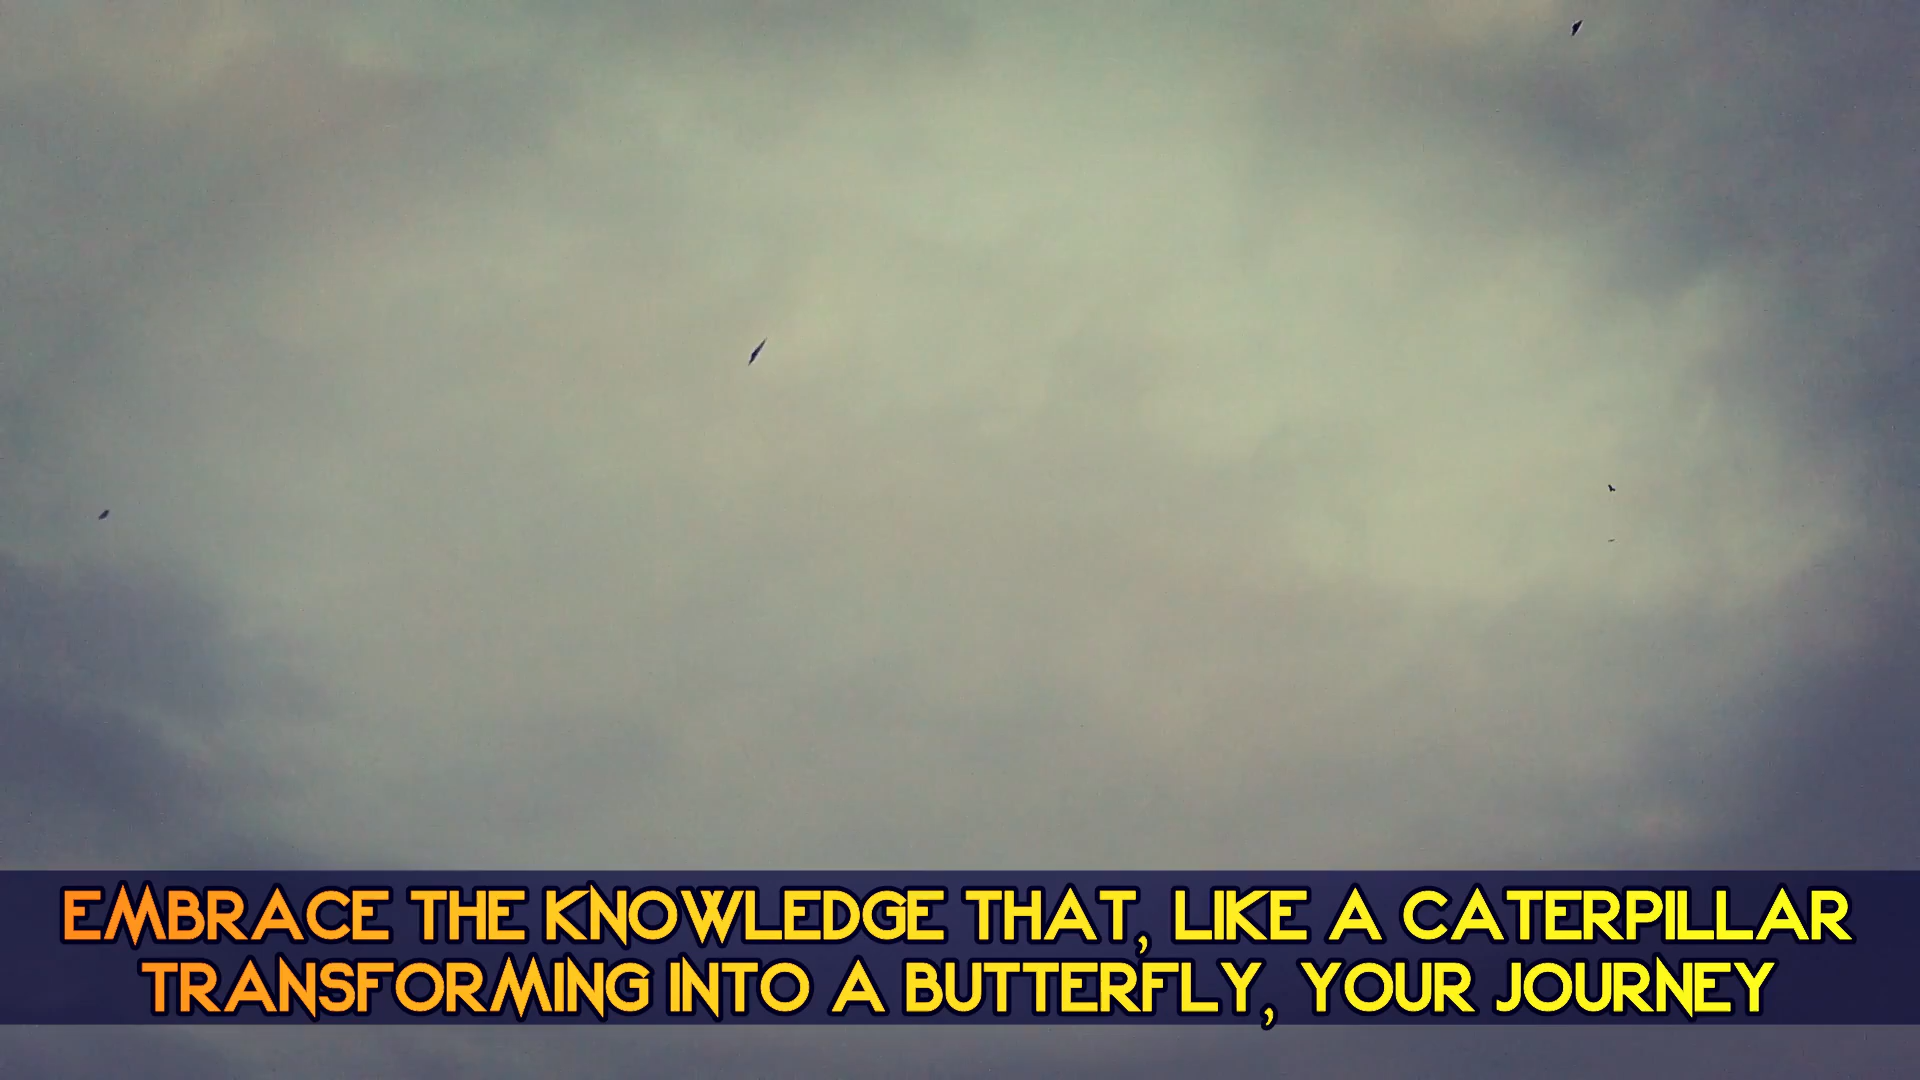 EMBRACE THE KNOWLEDGE THAT, LIKE A CATERPILLAR
TRANSFORMING INTO A BUTTERFLY, YOUR JOURNEY